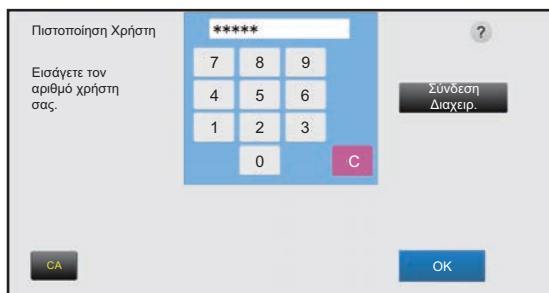 Πιστοποίηση Χρήστη
*****
?
Εισάγετε τον
αριθμό χρήστη
σας.
7 8 9
4 5 6
1 2 3
0 C
Σύνδεση
Διαχειρ.
CA
OK